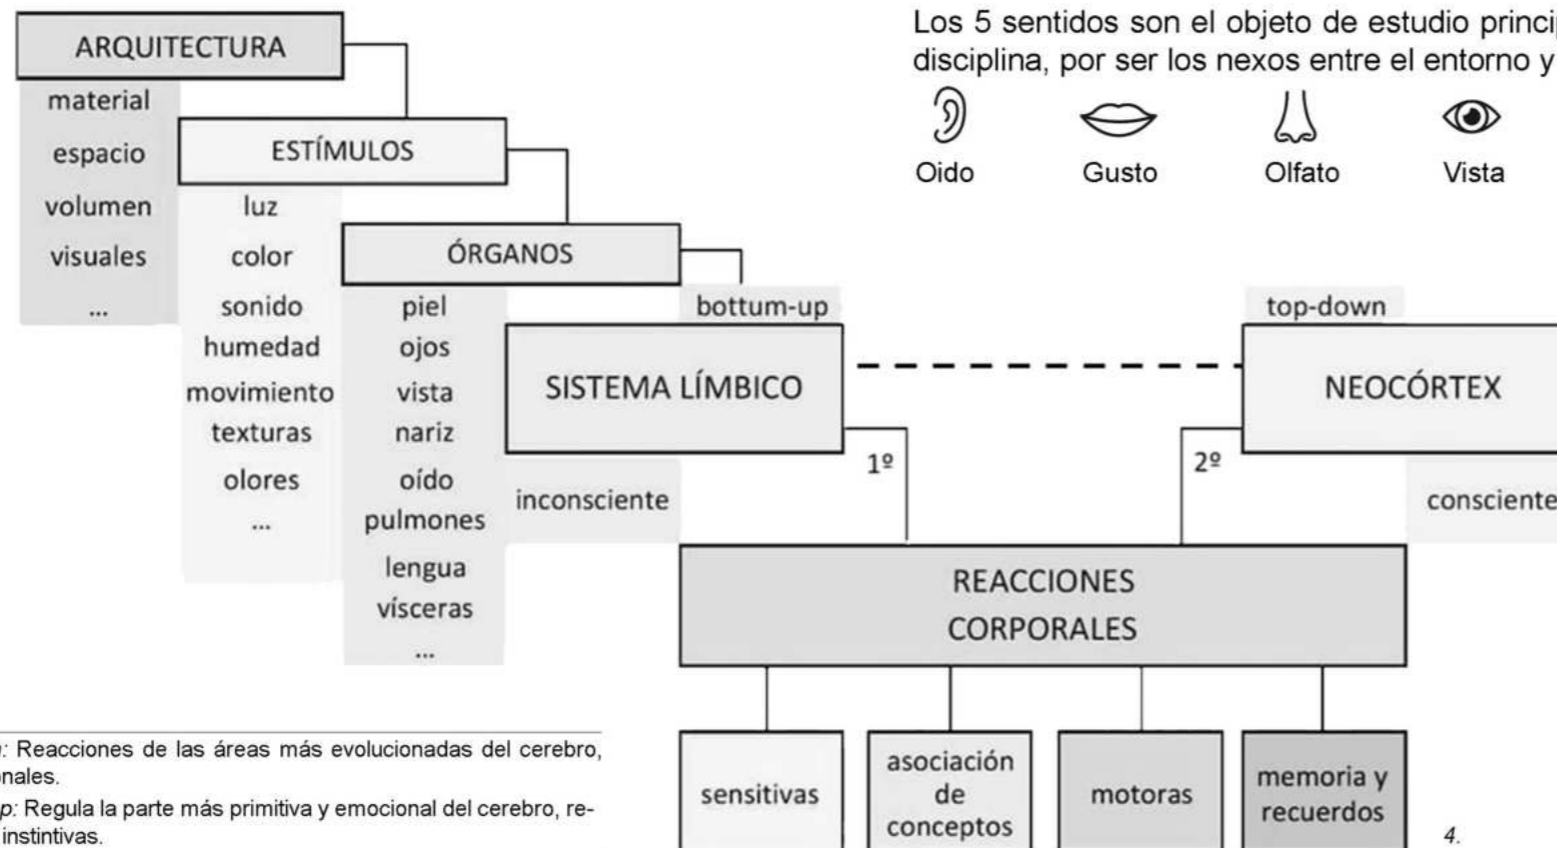 Los 5 sentidos son el objeto de estudio
disciplina, por ser los nexos entre el entorno y
Oido
Gusto
Olfato
Vista
ARQUITECTURA
material
espacio
volumen
visuales
...
ESTÍMULOS
luz
color
sonido
humedad
movimiento
texturas
olores
...
ÓRGANOS
piel
ojos
vista
nariz
oído
pulmones
lengua
vísceras
...
bottum-up
SISTEMA LÍMBICO
inconsciente
top-down
NEOCÓRTEX
consciente
1º
2º
REACCIONES
CORPORALES
sensitivas
asociación
de
conceptos
motoras
memoria y
recuerdos
Reacciones de las áreas más evolucionadas del cerebro,
Regula la parte más primitiva y emocional del cerebro, re-
instintivas.
4.